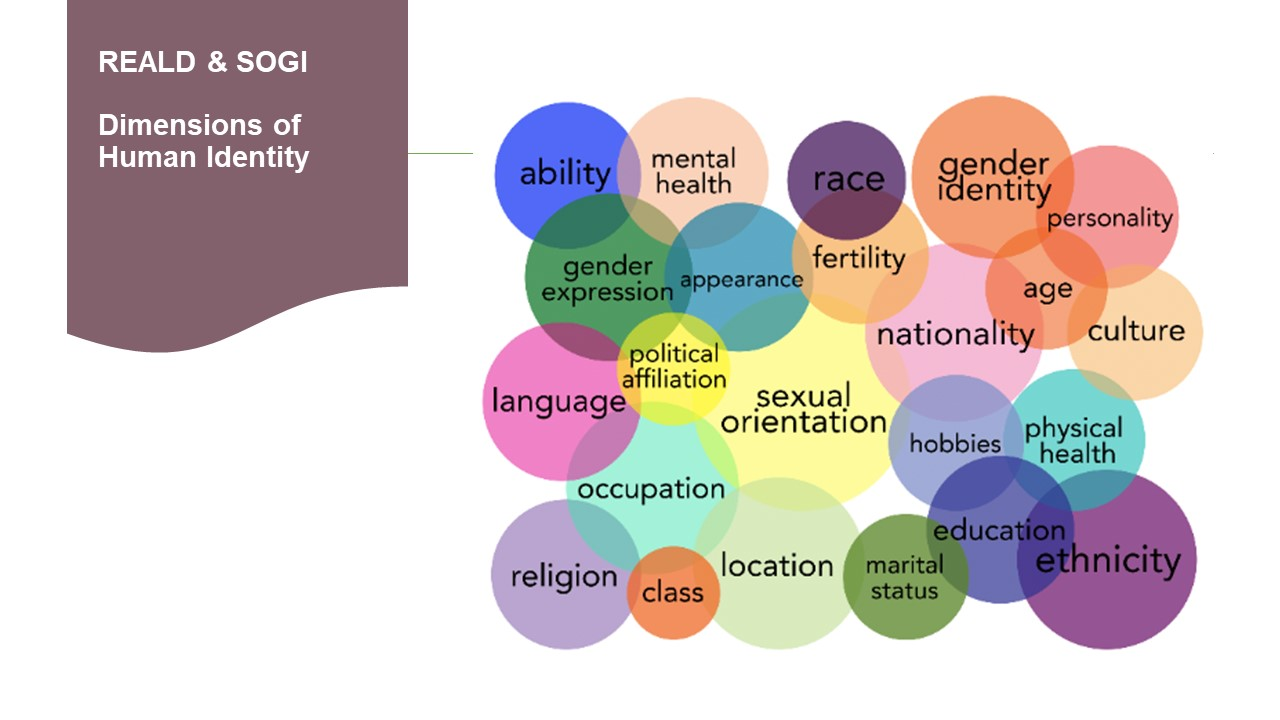 REALD & SOGI
Dimensions of
Human Identity
ability
mental
health
race
gender
identity
personality
gender
expression
appearance
fertility
age
nationality
culture
language
political
affiliation
sexual
orientation
hobbies
physical
health
occupation
education
ethnicity
religion
class
location
marital
status